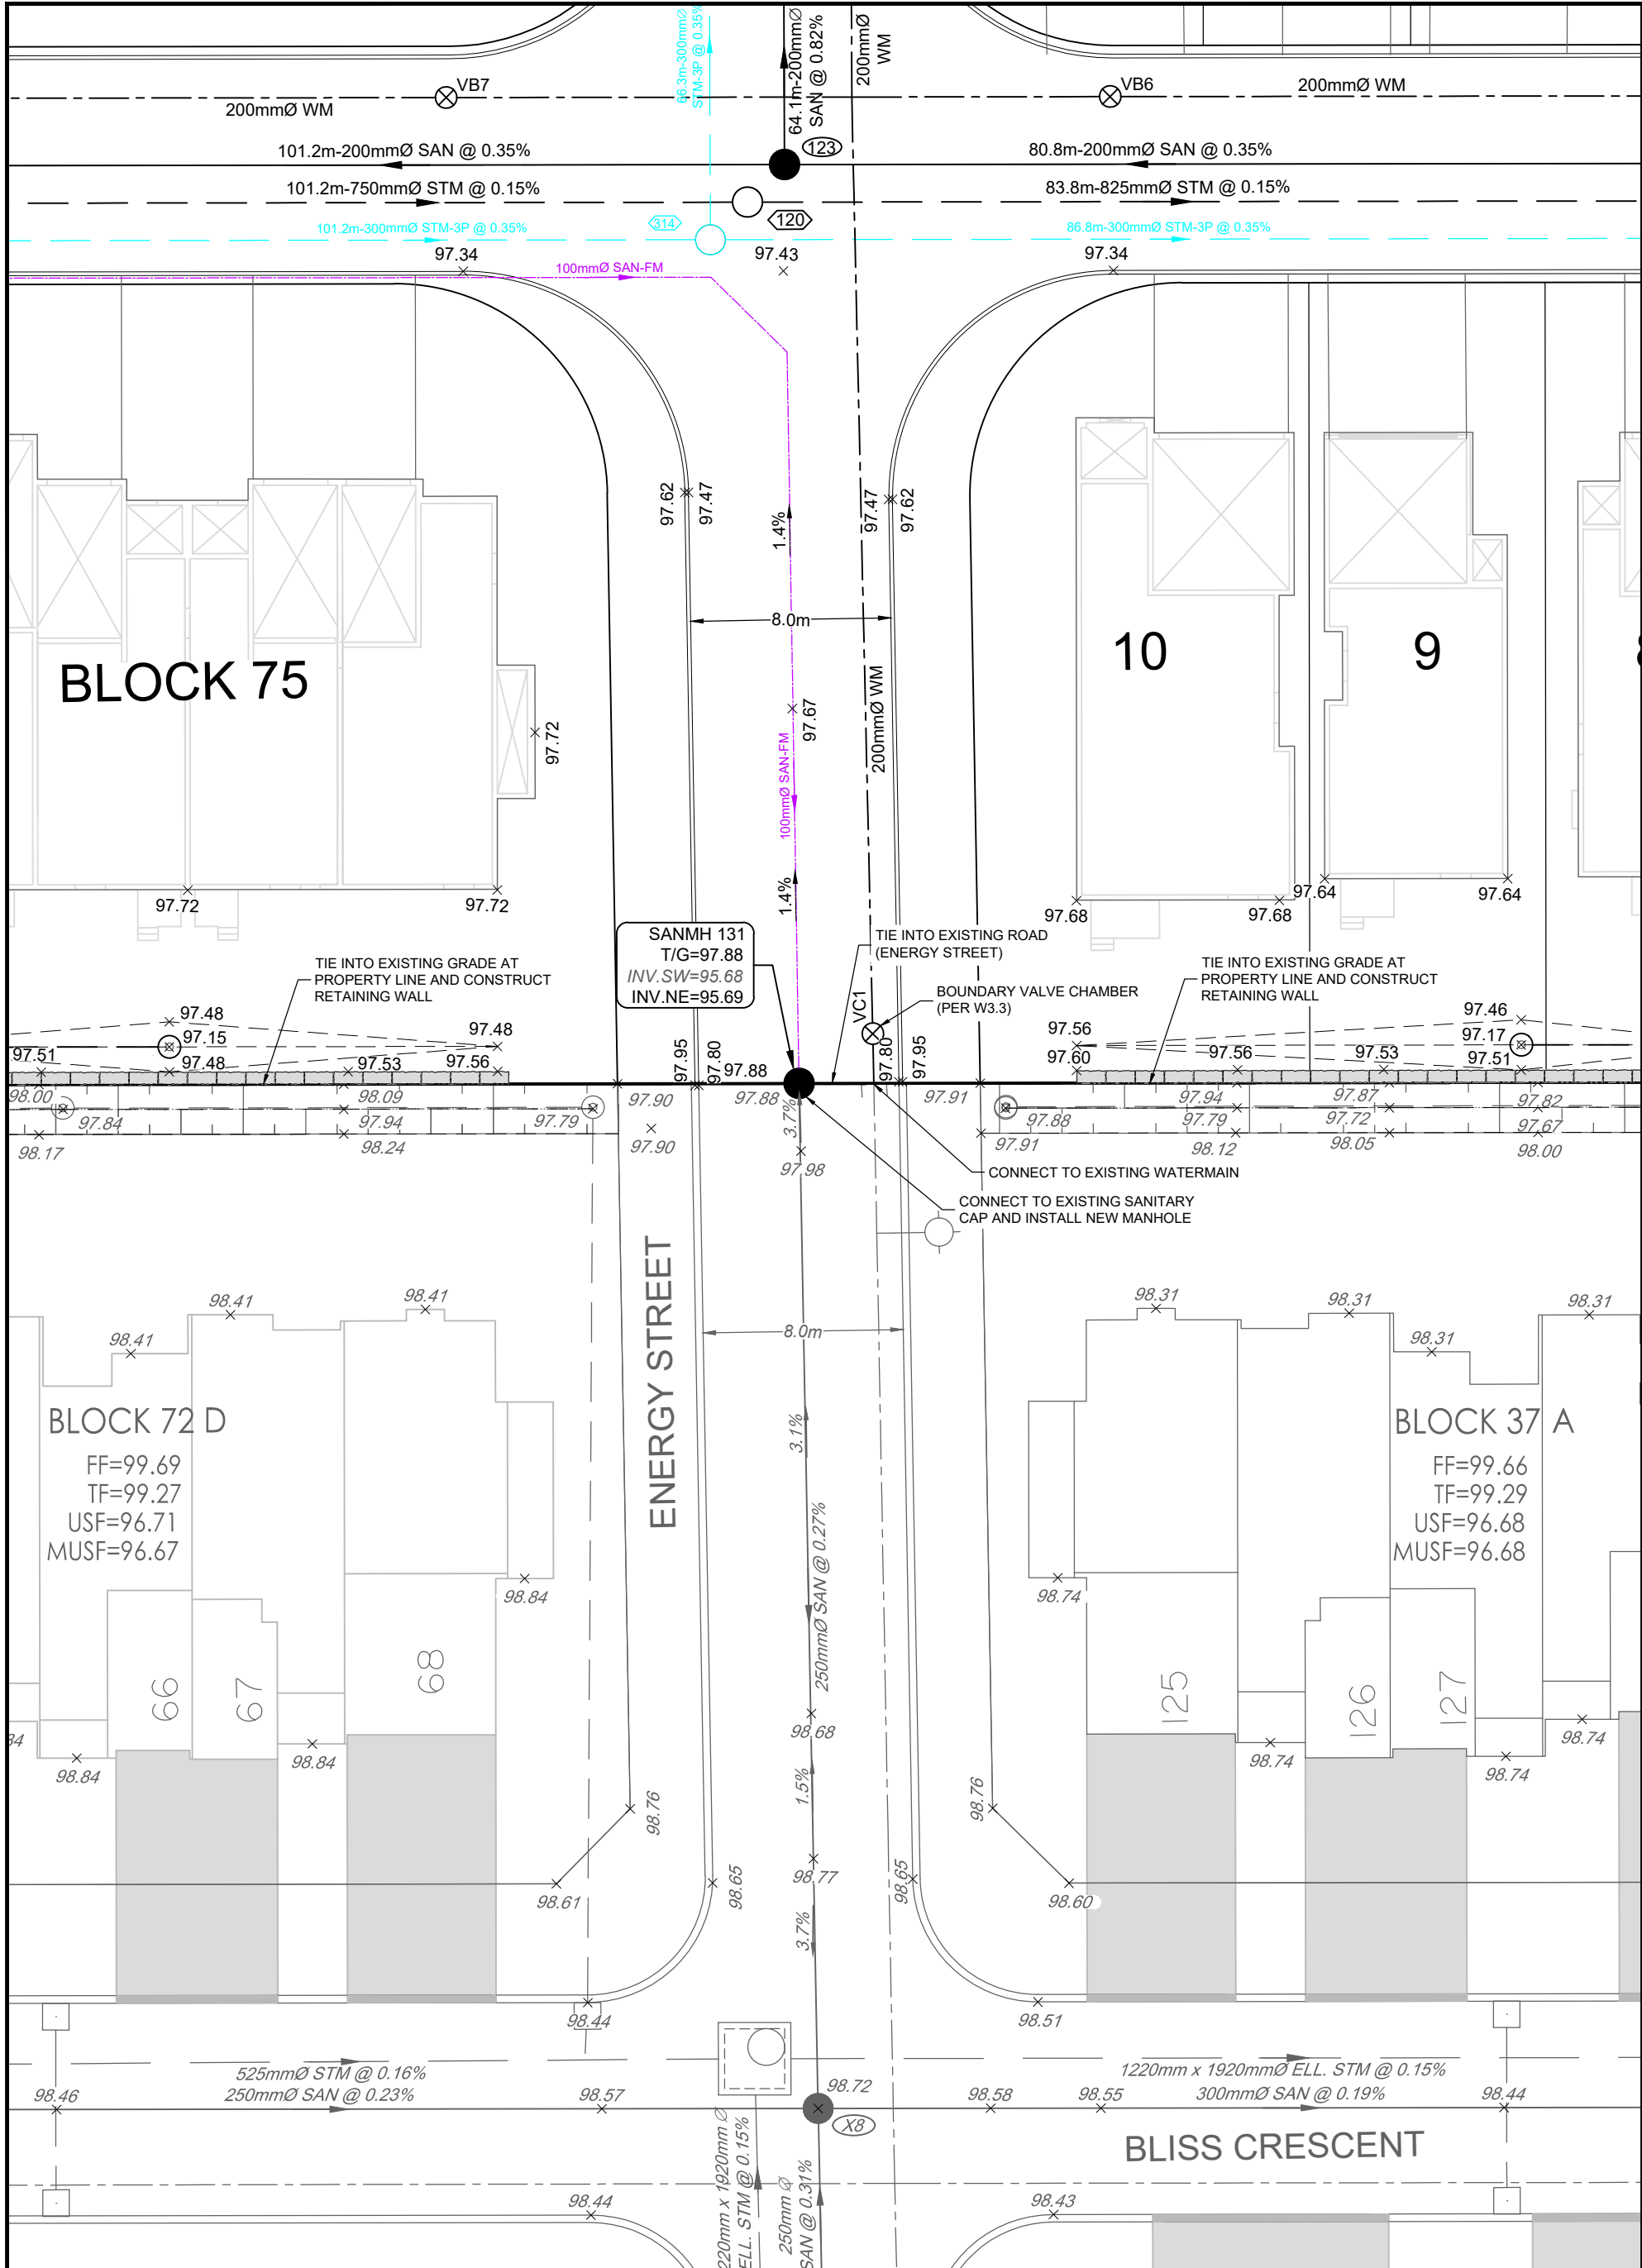 66.3m-300mmØ
STM-3P @ 0.35%
64.1m-200mmØ
SAN @ 0.82%
200mmØ
WM
VB7
VB6
200mmØ WM
200mmØ WM
101.2m-200mmØ SAN @ 0.35%
123
80.8m-200mmØ SAN @ 0.35%
101.2m-750mmØ STM @ 0.15%
83.8m-825mmØ STM @ 0.15%
120
314
101.2m-300mmØ STM-3P @ 0.35%
86.8m-300mmØ STM-3P @ 0.35%
97.34
97.43
97.34
100mmØ SAN-FM
97.62
97.47
97.47
97.62
1.4%
8.0m
BLOCK 75
10
9
97.72
97.67
200mmØ WM
100mmØ SAN-FM
97.72
97.72
1.4%
97.68
97.68
97.64
97.64
SANMH 131
T/G=97.88
INV.SW=95.68
INV.NE=95.69
TIE INTO EXISTING ROAD
(ENERGY STREET)
TIE INTO EXISTING GRADE AT
PROPERTY LINE AND CONSTRUCT
RETAINING WALL
TIE INTO EXISTING GRADE AT
PROPERTY LINE AND CONSTRUCT
RETAINING WALL
BOUNDARY VALVE CHAMBER
(PER W3.3)
VC1
97.48
97.15
97.48
97.51
97.48
97.53
97.56
97.95
97.80
97.88
97.80
97.95
97.56
97.60
97.56
97.53
97.46
97.17
97.51
98.00
98.09
97.90
97.88
97.91
97.94
97.87
97.82
97.84
97.94
97.79
97.90
3.7%
97.88
97.79
97.72
97.67
98.17
98.24
97.98
97.91
98.12
98.05
98.00
CONNECT TO EXISTING WATERMAIN
CONNECT TO EXISTING SANITARY
CAP AND INSTALL NEW MANHOLE
ENERGY STREET
98.41
98.41
98.41
98.31
98.31
98.31
98.31
8.0m
BLOCK 72 D
FF=99.69
TF=99.27
USF=96.71
MUSF=96.67
BLOCK 37 A
FF=99.66
TF=99.29
USF=96.68
MUSF=96.68
3.1%
250mmØ SAN @ 0.27%
98.84
98.74
66
67
68
125
126
127
98.68
98.84
98.84
98.74
98.74
98.74
1.5%
98.76
98.76
98.77
98.61
98.65
98.65
98.60
3.7%
98.44
98.51
525mmØ STM @ 0.16%
1220mm x 1920mmØ ELL. STM @ 0.15%
98.46
250mmØ SAN @ 0.23%
98.57
98.72
98.58
98.55
300mmØ SAN @ 0.19%
98.44
X8
BLISS CRESCENT
220mm x 1920mm Ø
ELL. STM @ 0.15%
250mm Ø
SAN @ 0.31%
98.44
98.43